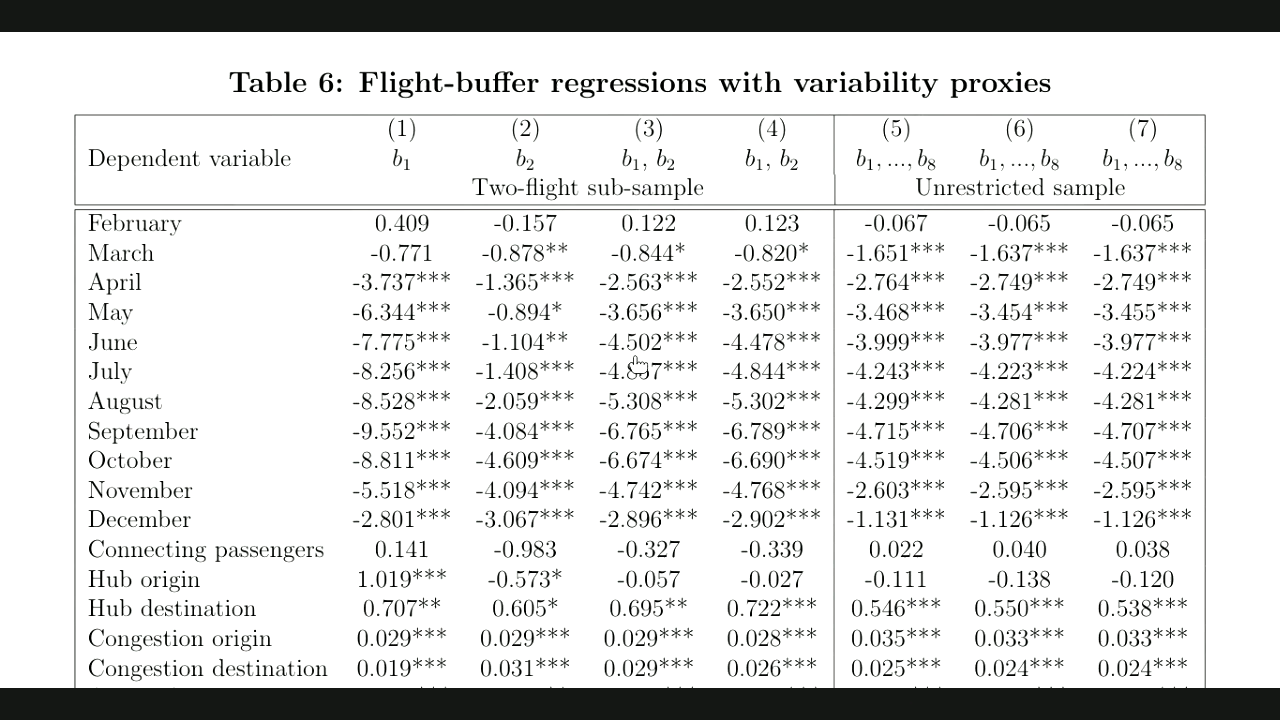 Table 6: Flight-buffer regressions with variability proxies
(1) (2) (3) (4) (5) (6) (7)
Dependent variable b1 b2 b1, b2 b1, b2 b1, ..., b8 b1, ..., b8 b1, ..., b8
Two-flight sub-sample Unrestricted sample
February 0.409 -0.157 0.122 0.123 -0.067 -0.065 -0.065
March -0.771 -0.878** -0.844* -0.820* -1.651*** -1.637*** -1.637***
April -3.737*** -1.365*** -2.563*** -2.552*** -2.764*** -2.749*** -2.749***
May -6.344*** -0.894* -3.656*** -3.650*** -3.468*** -3.454*** -3.455***
June -7.775*** -1.104** -4.502*** -4.478*** -3.999*** -3.977*** -3.977***
July -8.256*** -1.408*** -4.844*** -4.243*** -4.223*** -4.224***
August -8.528*** -2.059*** -5.308*** -5.302*** -4.299*** -4.281*** -4.281***
September -9.552*** -4.084*** -6.765*** -6.789*** -4.715*** -4.706*** -4.707***
October -8.811*** -4.609*** -6.674*** -6.690*** -4.519*** -4.506*** -4.507***
November -5.518*** -4.094*** -4.742*** -4.768*** -2.603*** -2.595*** -2.595***
December -2.801*** -3.067*** -2.896*** -2.902*** -1.131*** -1.126*** -1.126***
Connecting passengers 0.141 -0.983 -0.327 -0.339 0.022 0.040 0.038
Hub origin 1.019*** -0.573* -0.057 -0.027 -0.111 -0.138 -0.120
Hub destination 0.707** 0.605* 0.695** 0.722*** 0.546*** 0.550*** 0.538***
Congestion origin 0.029*** 0.029*** 0.029*** 0.028*** 0.035*** 0.033*** 0.033***
Congestion destination 0.019*** 0.031*** 0.029*** 0.026*** 0.025*** 0.024*** 0.024***